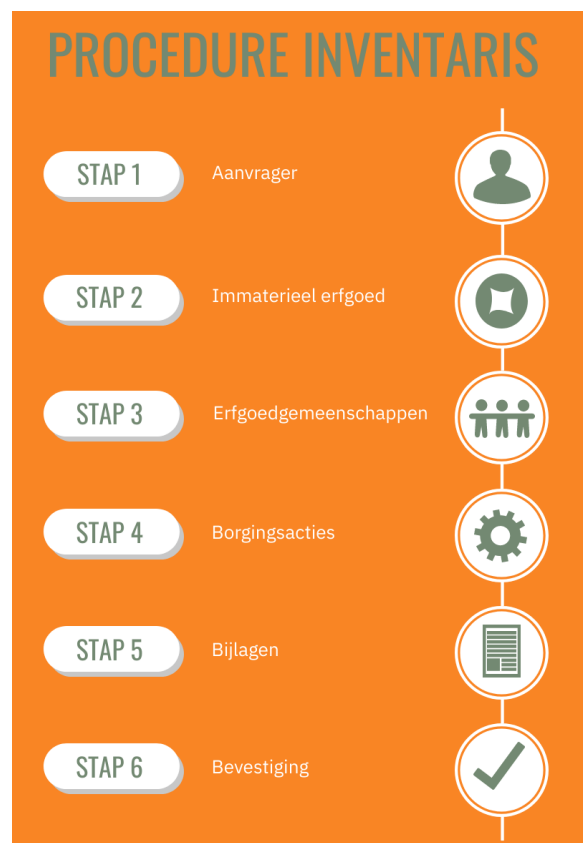 PROCEDURE INVENTARIS
STAP 1
Aanvrager
STAP 2
Immaterieel erfgoed
STAP 3
Erfgoedgemeenschappen
STAP 4
Borgingsacties
STAP 5
Bijlagen
STAP 6
Bevestiging